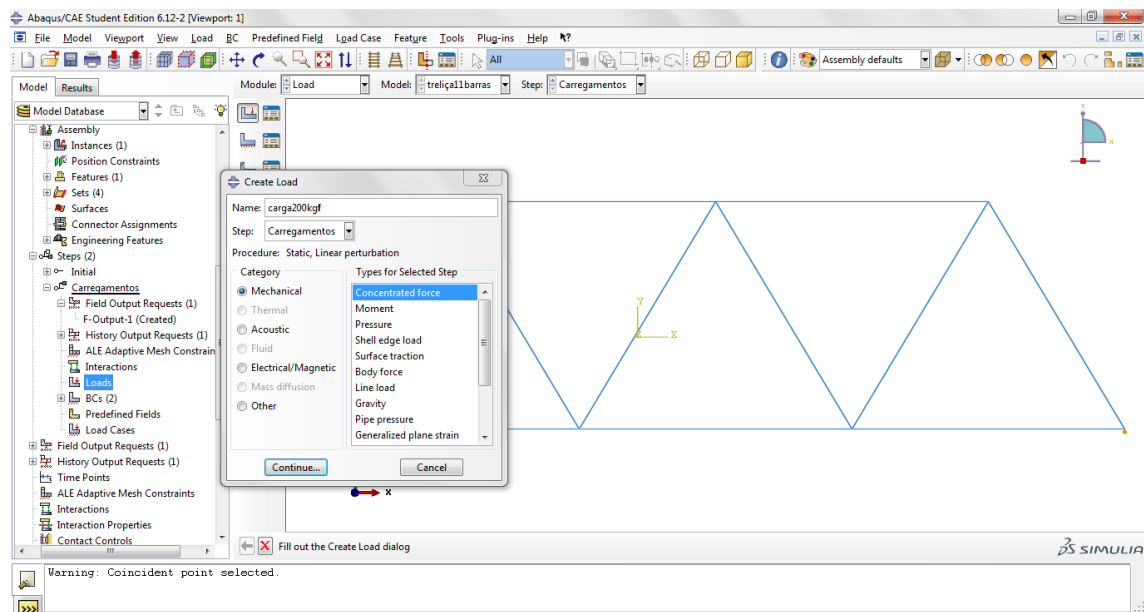 Abaqus/CAE Student Edition 6.12-2 [Viewport: 1]
File Model Viewport View Load BC Predefined Field Load Case Feature Tools Plug-ins Help
All
Assembly defaults
Model Results
Module: Load Model: treliça11barras Step: Carregamentos
Model Database
Assembly
Instances (1)
Position Constraints
Features (1)
Sets (4)
Surfaces
Connector Assignments
Engineering Features
Steps (2)
Initial
Carregamentos
Field Output Requests (1)
F-Output-1 (Created)
History Output Requests (1)
ALE Adaptive Mesh Constrain
Interactions
Loads
BCs (2)
Predefined Fields
Load Cases
Field Output Requests (1)
History Output Requests (1)
Time Points
ALE Adaptive Mesh Constraints
Interactions
Interaction Properties
Contact Controls
Create Load
Name: carga200kgf
Step: Carregamentos
Procedure: Static, Linear perturbation
Category
Mechanical
Thermal
Acoustic
Fluid
Electrical/Magnetic
Mass diffusion
Other
Types for Selected Step
Concentrated force
Moment
Pressure
Shell edge load
Surface traction
Body force
Line load
Gravity
Pipe pressure
Generalized plane strain
Continue...
Cancel
Y
X
Y
X
Z
X
Fill out the Create Load dialog
SIMULIA
Warning: Coincident point selected.
>>>